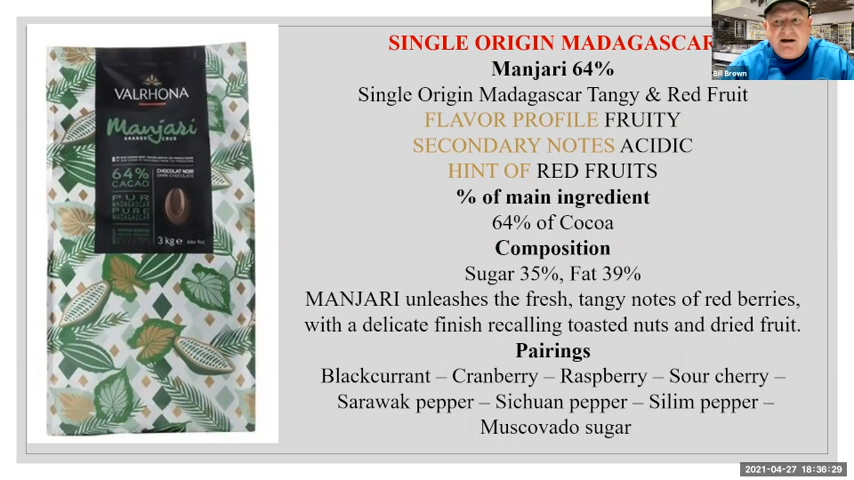 SINGLE ORIGIN MADAGASCAR
Manjari 64%
Single Origin Madagascar Tangy & Red Fruit
FLAVOR PROFILE FRUITY
SECONDARY NOTES ACIDIC
HINT OF RED FRUITS
% of main ingredient
64% of Cocoa
Composition
Sugar 35%, Fat 39%
MANJARI unleashes the fresh, tangy notes of red berries,
with a delicate finish recalling toasted nuts and dried fruit.
Pairings
Blackcurrant – Cranberry – Raspberry – Sour cherry –
Sarawak pepper – Sichuan pepper – Silim pepper –
Muscovado sugar
VALRHONA
Manjari
GRANDS CRUS
64%
CACAO
CHOCOLAT NOIR
DARK CHOCOLATE
PUR
MADAGASCAR
PURE
MADAGASCAR
3 kg e
Bill Brown
2021-04-27 18:36:29